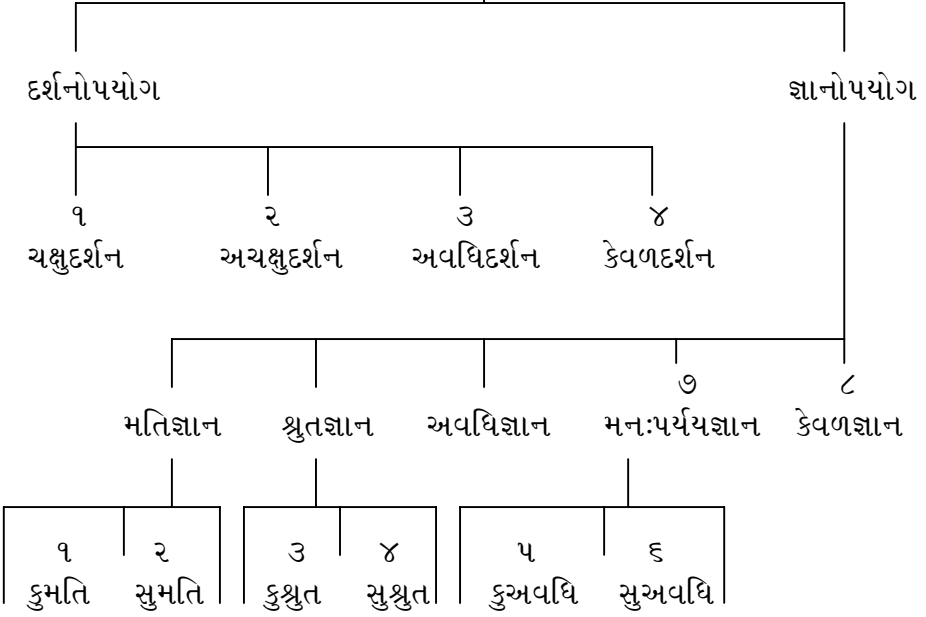 દર્શનોપયોગ જ્ઞાનોપયોગ
૧ ૨ ૩ ૪
ચક્ષુદર્શન અચક્ષુદર્શન અવધિદર્શન કેવળદર્શન
૭ ૮
મતિજ્ઞાન શ્રુતજ્ઞાન અવધિજ્ઞાન મન:પર્યયજ્ઞાન કેવળજ્ઞાન
૧ ૨ ૩ ૪ ૫ ૬
કુમતિ સુમતિ કુશ્રુત સુશ્રુત કુઅવધિ સુઅવધિ